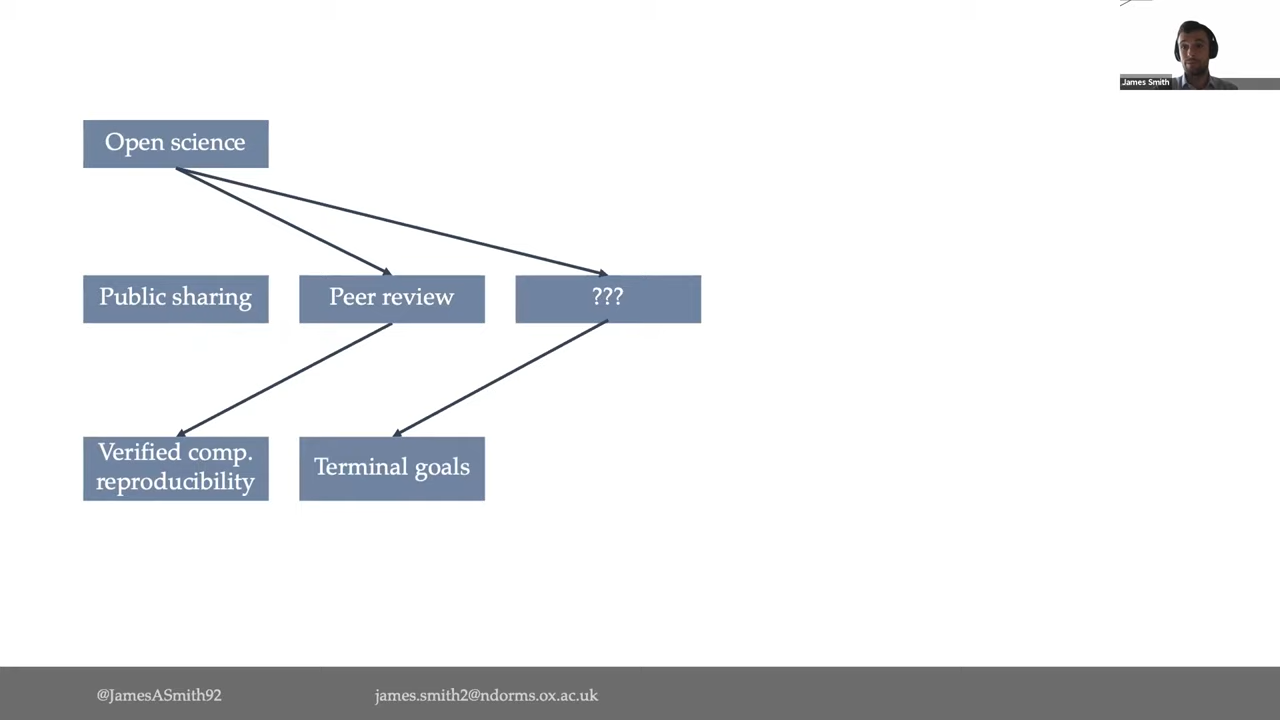 James Smith
Open science
Public sharing
Peer review
???
Verified comp.
reproducibility
Terminal goals
@JamesASmith92
james.smith2@ndorms.ox.ac.uk